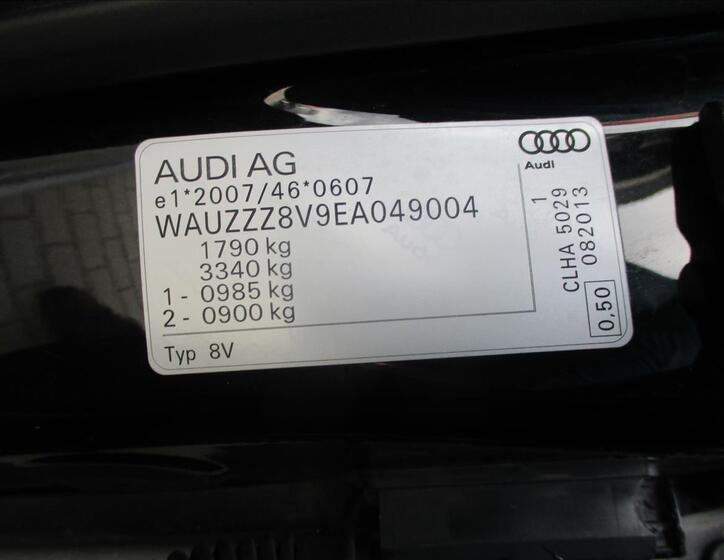 AUDI AG
e1*2007/46*0607
WAUZZZ8V9EA049004
1790 kg
3340 kg
1 - 0985 kg
2 - 0900 kg
Typ 8V
Audi
1
CLHA 5029
082013
0,50